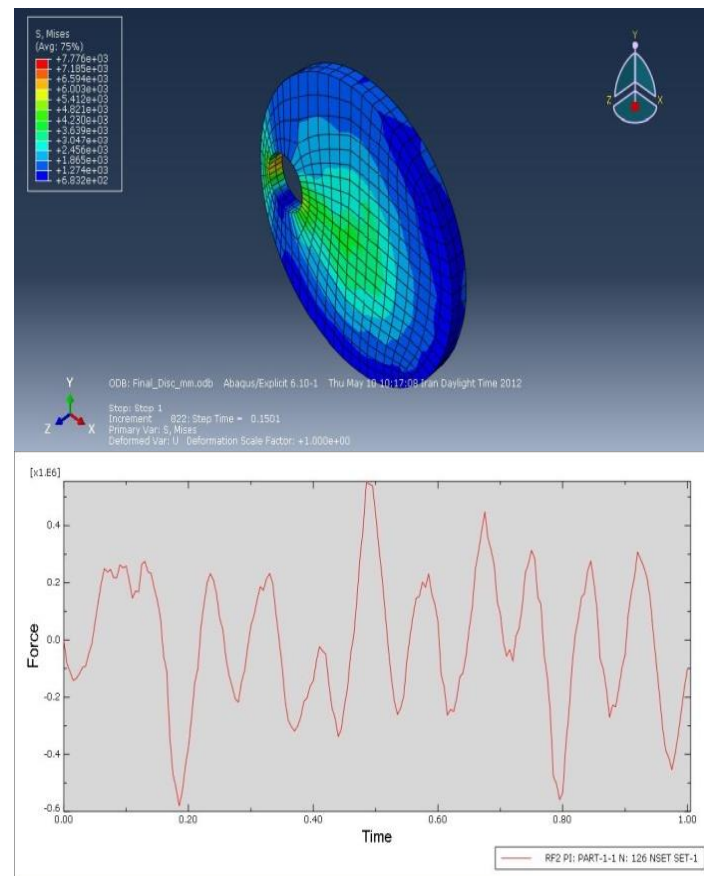 S, Mises
(Avg: 75%)
+7.776e+03
+7.185e+03
+6.594e+03
+6.003e+03
+5.412e+03
+4.821e+03
+4.230e+03
+3.639e+03
+3.047e+03
+2.456e+03
+1.865e+03
+1.274e+03
+6.832e+02
Y
Z X
Y
Z X
ODB: Final_Disc_mm.odb Abaqus/Explicit 6.10-1 Thu May 10 10:17:08 Iran Daylight Time 2012
Step: Step 1
Increment 822: Step Time = 0.1501
Primary Var: S, Mises
Deformed Var: U Deformation Scale Factor: +1.000e+00
[x1.E6]
0.4
0.2
0.0
-0.2
-0.4
-0.6
Force
0.00 0.20 0.40 0.60 0.80 1.00
Time
RF2 PI: PART-1-1 N: 126 NSET SET-1